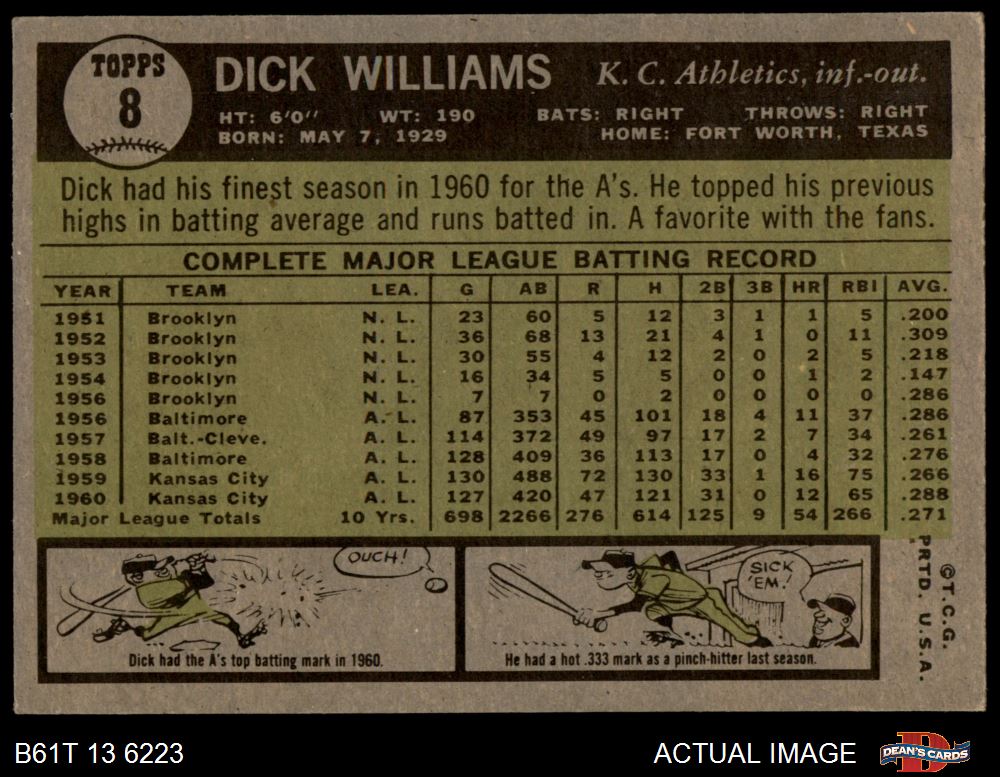 TOPPS
8
DICK WILLIAMS K. C. Athletics, inf.-out.
HT: 6'0" WT: 190 BATS: RIGHT THROWS: RIGHT
BORN: MAY 7, 1929 HOME: FORT WORTH, TEXAS
Dick had his finest season in 1960 for the A's. He topped his previous
highs in batting average and runs batted in. A favorite with the fans.
COMPLETE MAJOR LEAGUE BATTING RECORD
YEAR TEAM LEA. G AB R H 2B 3B HR RBI AVG.
1951 Brooklyn N. L. 23 60 5 12 3 1 1 5 .200
1952 Brooklyn N. L. 36 68 13 21 4 1 0 11 .309
1953 Brooklyn N. L. 30 55 4 12 2 0 2 5 .218
1954 Brooklyn N. L. 16 34 5 5 0 0 1 2 .147
1956 Brooklyn N. L. 7 7 0 2 0 0 0 0 .286
1956 Baltimore A. L. 87 353 45 101 18 4 11 37 .286
1957 Balt.-Cleve. A. L. 114 372 49 97 17 2 7 34 .261
1958 Baltimore A. L. 128 409 36 113 17 0 4 32 .276
1959 Kansas City A. L. 130 488 72 130 33 1 16 75 .266
1960 Kansas City A. L. 127 420 47 121 31 0 12 65 .288
Major League Totals 10 Yrs. 698 2266 276 614 125 9 54 266 .271
OUCH!
Dick had the A's top batting mark in 1960.
SICK
'EM!
He had a hot .333 mark as a pinch-hitter last season.
©T.C.G.
PRTD. U.S.A.
B61T 13 6223
ACTUAL IMAGE
DEAN'S CARDS